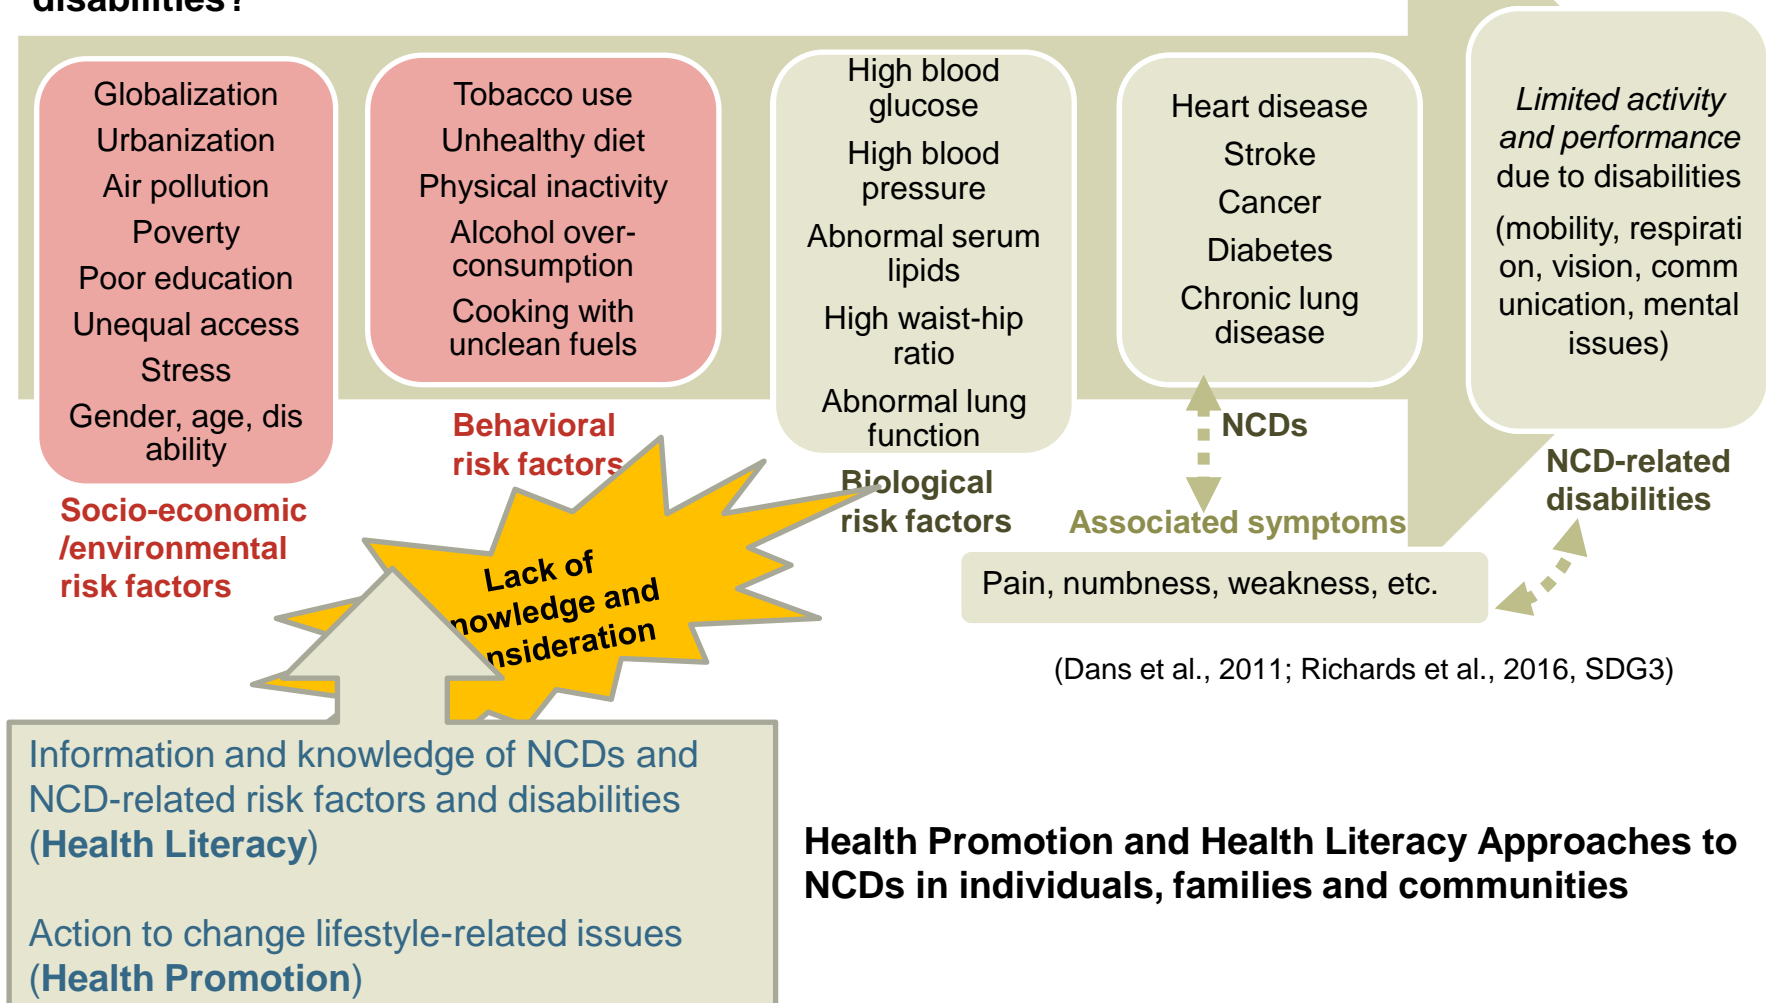 disabilities?
Globalization
Urbanization
Air pollution
Poverty
Poor education
Unequal access
Stress
Gender, age, dis
ability
Socio-economic
/environmental
risk factors
Tobacco use
Unhealthy diet
Physical inactivity
Alcohol over-
consumption
Cooking with
unclean fuels
Behavioral
risk factors
High blood
glucose
High blood
pressure
Abnormal serum
lipids
High waist-hip
ratio
Abnormal lung
function
Biological
risk factors
Heart disease
Stroke
Cancer
Diabetes
Chronic lung
disease
NCDs
Associated symptoms
Pain, numbness, weakness, etc.
Limited activity
and performance
due to disabilities
(mobility, respirati
on, vision, comm
unication, mental
issues)
NCD-related
disabilities
(Dans et al., 2011; Richards et al., 2016, SDG3)
Lack of
nowledge and
nsideration
Information and knowledge of NCDs and
NCD-related risk factors and disabilities
(Health Literacy)
Action to change lifestyle-related issues
(Health Promotion)
Health Promotion and Health Literacy Approaches to
NCDs in individuals, families and communities